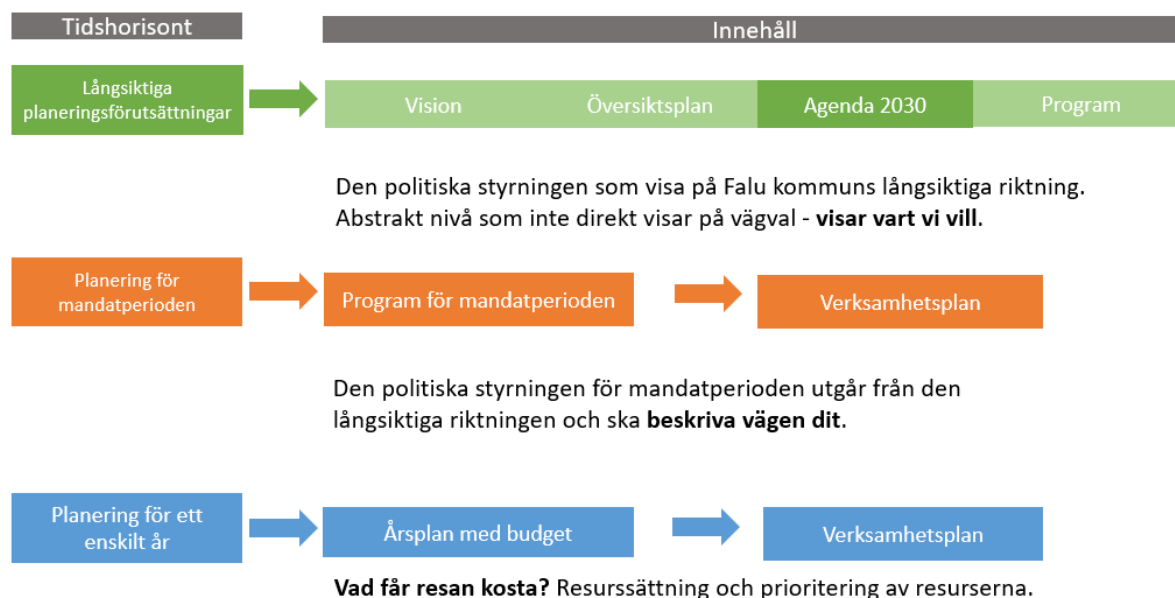 Tidshorisont
Innehåll
Långsiktiga
planeringsförutsättningar
Vision
Översiktsplan
Agenda 2030
Program
Den politiska styrningen som visa på Falu kommuns långsiktiga riktning.
Abstrakt nivå som inte direkt visar på vägval - visar vart vi vill.
Planering för
mandatperioden
Program för mandatperioden
Verksamhetsplan
Den politiska styrningen för mandatperioden utgår från den
långsiktiga riktningen och ska beskriva vägen dit.
Planering för ett
enskilt år
Årsplan med budget
Verksamhetsplan
Vad får resan kosta? Resurssättning och prioritering av resurserna.